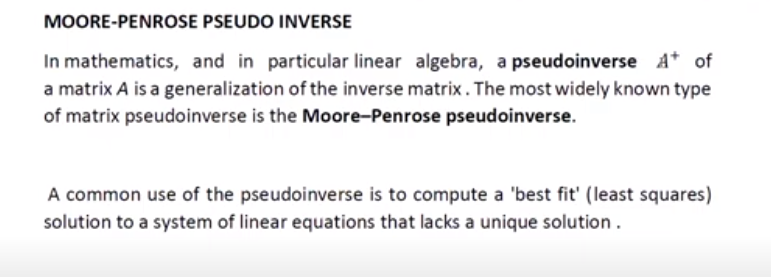 MOORE-PENROSE PSEUDO INVERSE
In mathematics, and in particular linear algebra, a pseudoinverse A⁺ of
a matrix A is a generalization of the inverse matrix . The most widely known type
of matrix pseudoinverse is the Moore–Penrose pseudoinverse.
A common use of the pseudoinverse is to compute a 'best fit' (least squares)
solution to a system of linear equations that lacks a unique solution .